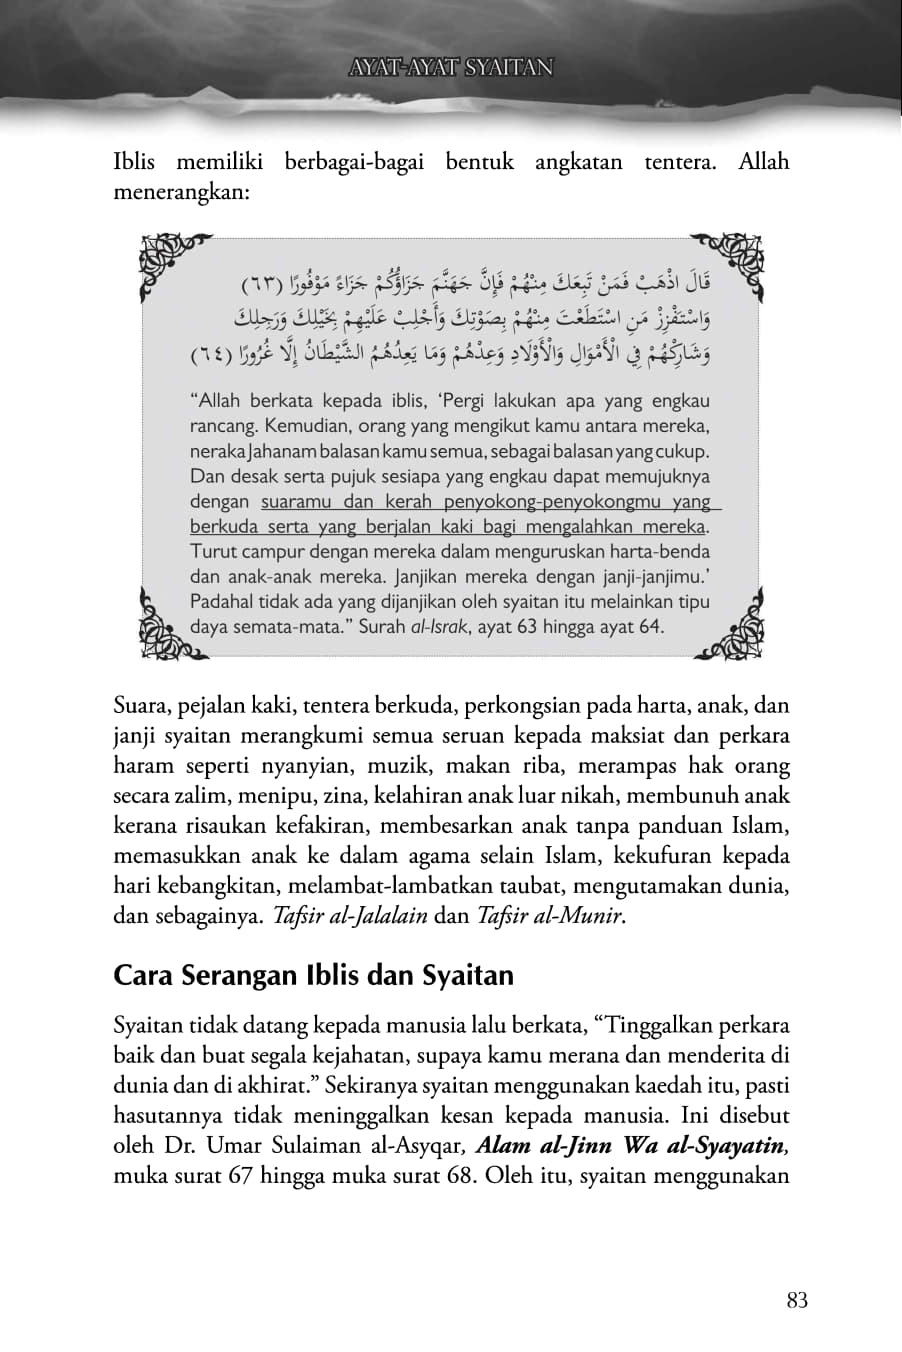 AYAT-AYAT SYAITAN
Iblis memiliki berbagai-bagai bentuk angkatan tentera. Allah
menerangkan:
قَالَ اذْهَبْ فَمَنْ تَبِعَكَ مِنْهُمْ فَإِنَّ جَهَنَّمَ جَزَاؤُكُمْ جَزَاءً مَوْفُورًا (٦٣)
وَاسْتَفْزِزْ مَنِ اسْتَطَعْتَ مِنْهُمْ بِصَوْتِكَ وَأَجْلِبْ عَلَيْهِمْ بِخَيْلِكَ وَرَجِلِكَ
وَشَارِكْهُمْ فِي الْأَمْوَالِ وَالْأَوْلَادِ وَعِدْهُمْ وَمَا يَعِدُهُمُ الشَّيْطَانُ إِلَّا غُرُورًا (٦٤)
“Allah berkata kepada iblis, ‘Pergi lakukan apa yang engkau
rancang. Kemudian, orang yang mengikut kamu antara mereka,
neraka Jahanam balasan kamu semua, sebagai balasan yang cukup.
Dan desak serta pujuk sesiapa yang engkau dapat memujuknya
dengan suaramu dan kerah penyokong-penyokongmu yang
berkuda serta yang berjalan kaki bagi mengalahkan mereka.
Turut campur dengan mereka dalam menguruskan harta-benda
dan anak-anak mereka. Janjikan mereka dengan janji-janjimu.’
Padahal tidak ada yang dijanjikan oleh syaitan itu melainkan tipu
daya semata-mata.” Surah al-Israk, ayat 63 hingga ayat 64.
Suara, pejalan kaki, tentera berkuda, perkongsian pada harta, anak, dan
janji syaitan merangkumi semua seruan kepada maksiat dan perkara
haram seperti nyanyian, muzik, makan riba, merampas hak orang
secara zalim, menipu, zina, kelahiran anak luar nikah, membunuh anak
kerana risaukan kefakiran, membesarkan anak tanpa panduan Islam,
memasukkan anak ke dalam agama selain Islam, kekufuran kepada
hari kebangkitan, melambat-lambatkan taubat, mengutamakan dunia,
dan sebagainya. Tafsir al-Jalalain dan Tafsir al-Munir.
Cara Serangan Iblis dan Syaitan
Syaitan tidak datang kepada manusia lalu berkata, “Tinggalkan perkara
baik dan buat segala kejahatan, supaya kamu merana dan menderita di
dunia dan di akhirat.” Sekiranya syaitan menggunakan kaedah itu, pasti
hasutannya tidak meninggalkan kesan kepada manusia. Ini disebut
oleh Dr. Umar Sulaiman al-Asyqar, Alam al-Jinn Wa al-Syayatin,
muka surat 67 hingga muka surat 68. Oleh itu, syaitan menggunakan
83